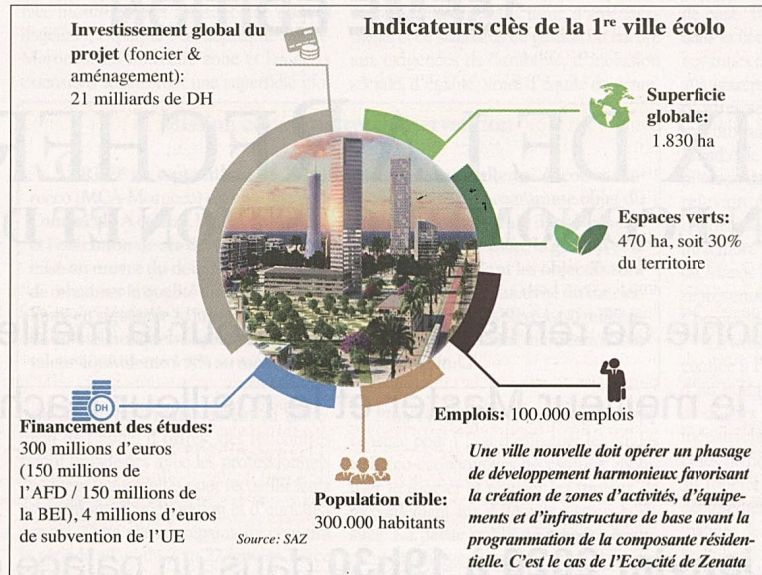 Indicateurs clès de la 1re ville écolo
Investissement global du
projet (foncier &
aménagement):
21 milliards de DH
Superficie
globale:
1.830 ha
Espaces verts:
470 ha, soit 30%
du territoire
Emplois: 100.000 emplois
Population cible:
300.000 habitants
DH
Financement des études:
300 millions d'euros
(150 millions de
l'AFD / 150 millions de
la BEI), 4 millions d'euros
de subvention de l'UE
Source: SAZ
Une ville nouvelle doit opérer un phasage
de développement harmonieux favorisant
la création de zones d'activités, d'équipe-
ments et d'infrastructure de base avant la
programmation de la composante résiden-
tielle. C'est le cas de l'Eco-cité de Zenata